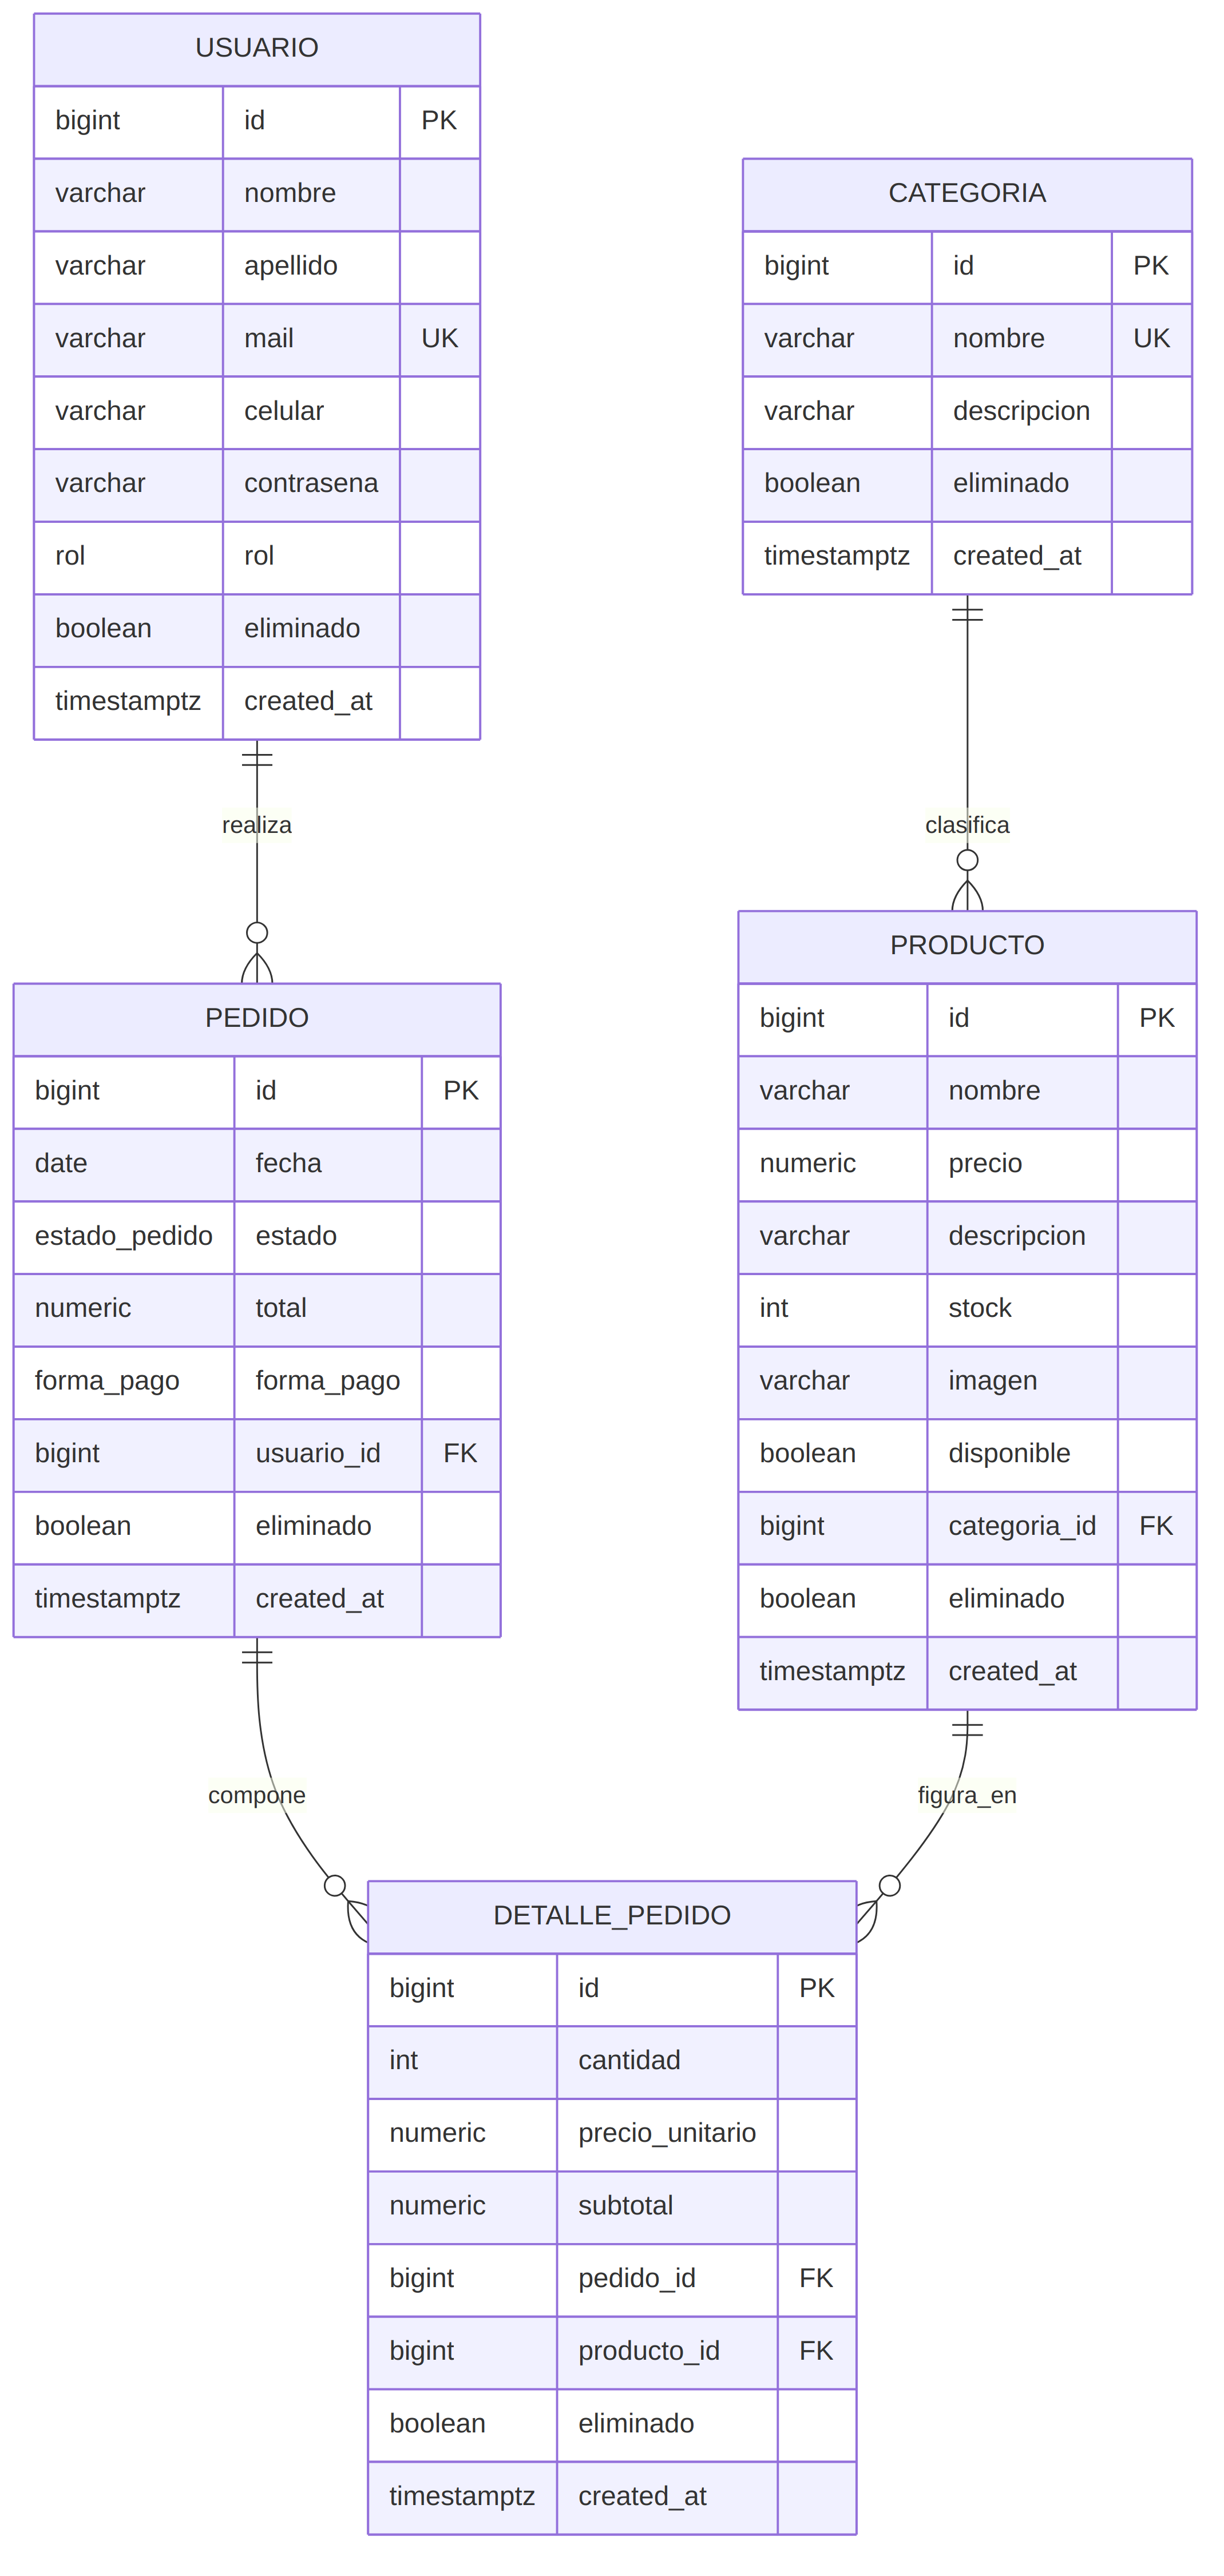 USUARIO
bigint id PK
varchar nombre
varchar apellido
varchar mail UK
varchar celular
varchar contrasena
rol rol
boolean eliminado
timestamptz created_at
CATEGORIA
bigint id PK
varchar nombre UK
varchar descripcion
boolean eliminado
timestamptz created_at
realiza
clasifica
PEDIDO
bigint id PK
date fecha
estado_pedido estado
numeric total
forma_pago forma_pago
bigint usuario_id FK
boolean eliminado
timestamptz created_at
PRODUCTO
bigint id PK
varchar nombre
numeric precio
varchar descripcion
int stock
varchar imagen
boolean disponible
bigint categoria_id FK
boolean eliminado
timestamptz created_at
compone
figura_en
DETALLE_PEDIDO
bigint id PK
int cantidad
numeric precio_unitario
numeric subtotal
bigint pedido_id FK
bigint producto_id FK
boolean eliminado
timestamptz created_at